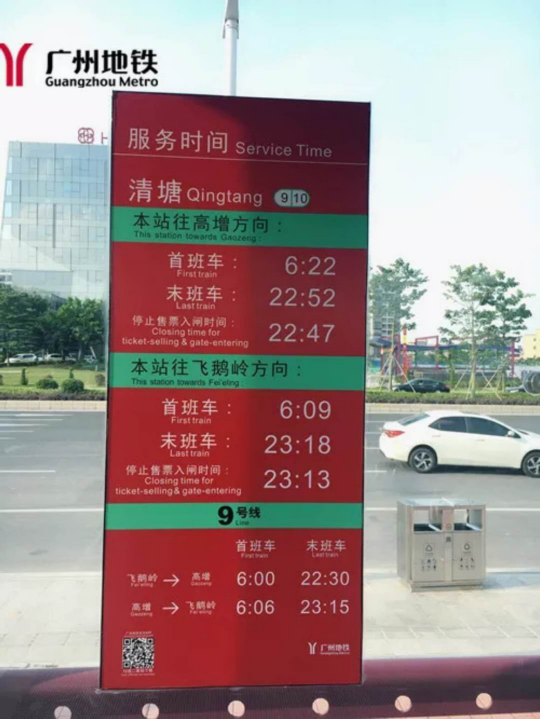 广州地铁
Guangzhou Metro
H
服务时间 Service Time
清塘 Qingtang 9 10
本站往高增方向：
This station towards Gaozeng :
首班车： 6:22
First train
末班车： 22:52
Last train
停止售票入闸时间： 22:47
Closing time for
ticket-selling & gate-entering
本站往飞鹅岭方向：
This station towards Fei'eling :
首班车： 6:09
First train
末班车： 23:18
Last train
停止售票入闸时间： 23:13
Closing time for
ticket-selling & gate-entering
9 号线
Line
首班车 末班车
First train Last train
飞鹅岭 → 高增 6:00 22:30
Fei'eling Gaozeng
高增 → 飞鹅岭 6:06 23:15
Gaozeng Fei'eling
广州地铁
Guangzhou Metro